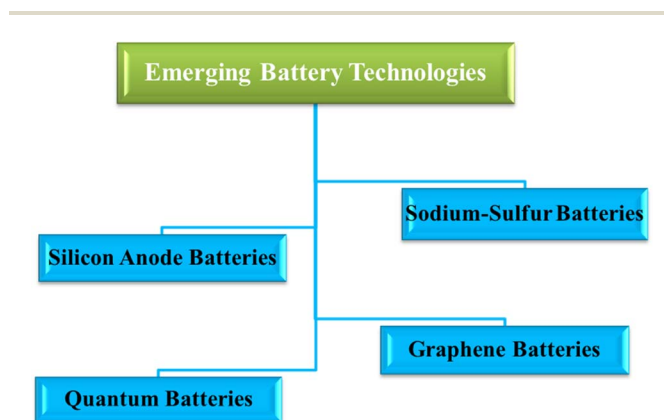 Emerging Battery Technologies
Sodium-Sulfur Batteries
Silicon Anode Batteries
Graphene Batteries
Quantum Batteries